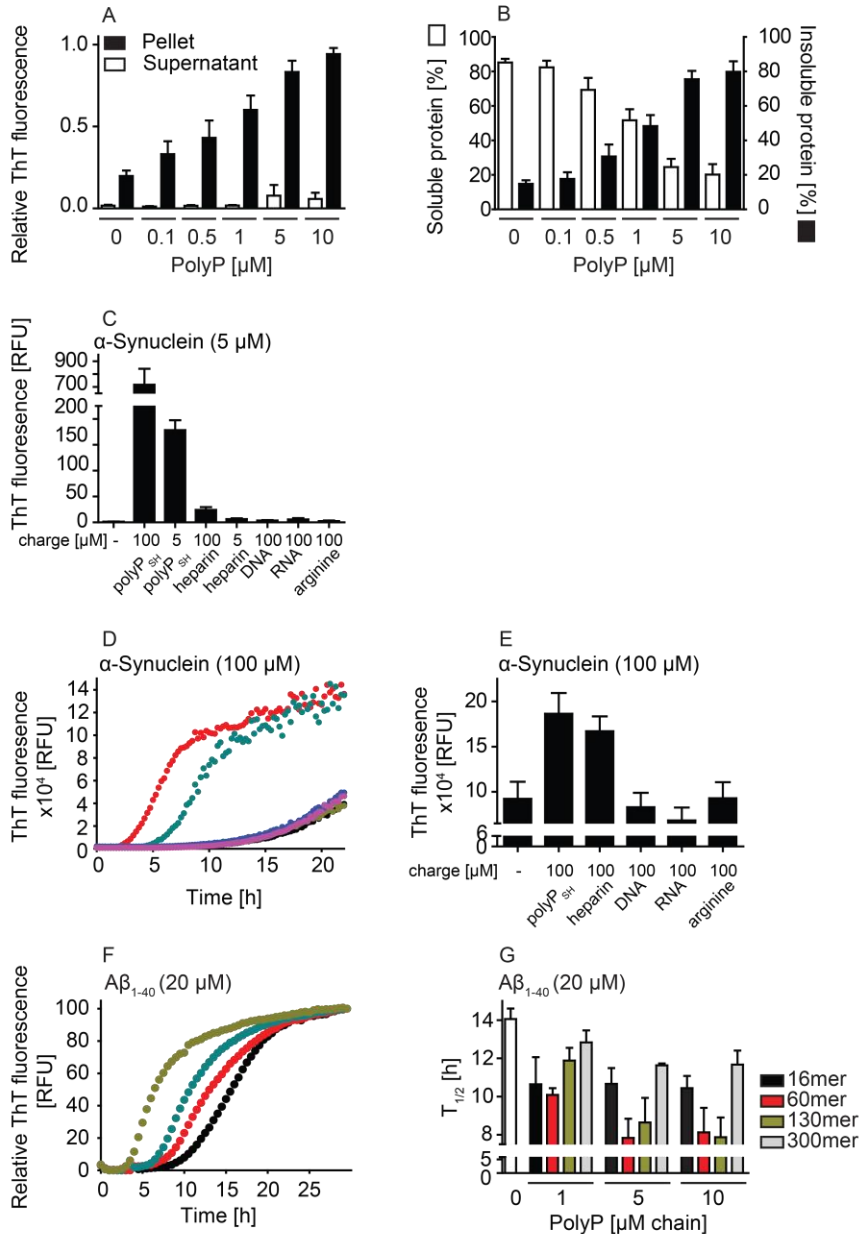 A
Relative ThT fluorescence
1.0
0.5
0.0
Pellet
Supernatant
0 0.1 0.5 1 5 10
PolyP [µM]
B
Soluble protein [%]
100
80
60
40
20
0
100
80
60
40
20
0
Insoluble protein [%]
0 0.1 0.5 1 5 10
PolyP [µM]
C
α-Synuclein (5 µM)
ThT fluoresence [RFU]
900
700
200
150
100
50
0
charge [µM] - 100 5 100 5 100 100 100
polyP SH polyP SH heparin heparin DNA RNA arginine
D
α-Synuclein (100 µM)
ThT fluoresence
x10⁴ [RFU]
14
12
10
8
6
4
2
0
0 5 10 15 20
Time [h]
E
α-Synuclein (100 µM)
ThT fluoresence
x10⁴ [RFU]
20
15
10
6
0
charge [µM] - 100 100 100 100 100
polyP SH heparin DNA RNA arginine
F
Aβ₁₋₄₀ (20 µM)
Relative ThT fluoresence
[RFU]
100
80
60
40
20
0
0 5 10 15 20 25
Time [h]
G
Aβ₁₋₄₀ (20 µM)
T₁/₂ [h]
14
12
10
8
5
0
0 1 5 10
PolyP [µM chain]
16mer
60mer
130mer
300mer